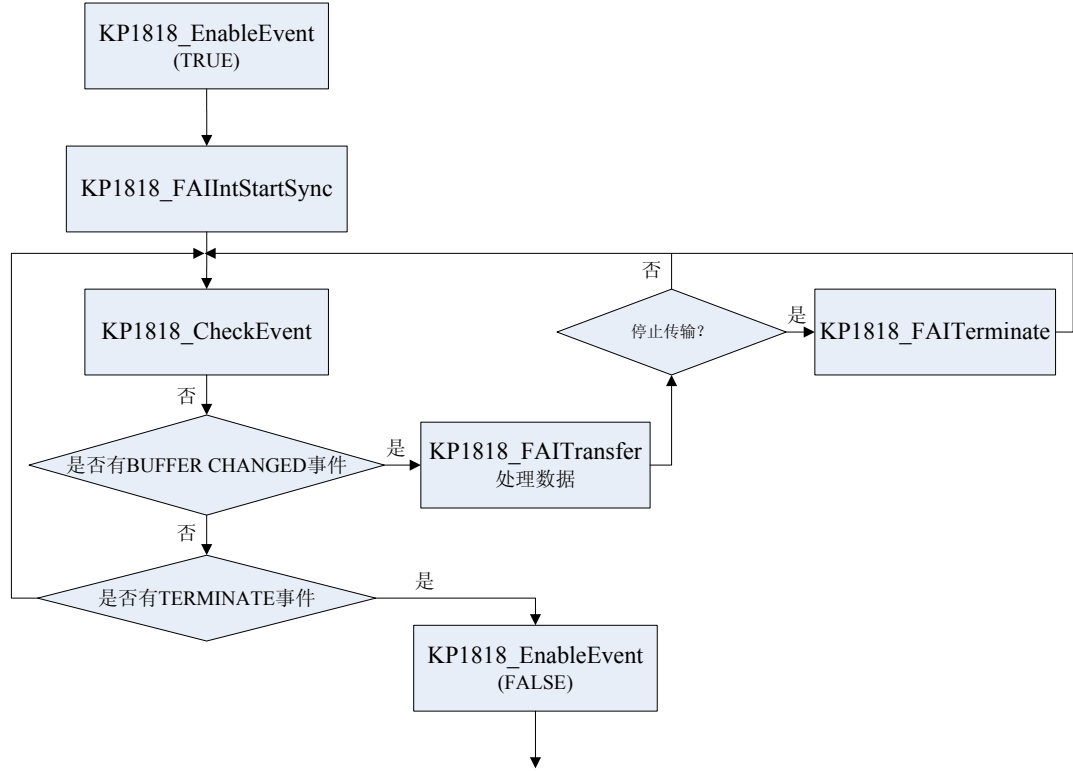 KP1818_EnableEvent
(TRUE)
KP1818_FAIIntStartSync
KP1818_CheckEvent
否
停止传输？
是
KP1818_FAITerminate
否
是否有BUFFER CHANGED事件
是
KP1818_FAITransfer
处理数据
否
是否有TERMINATE事件
是
KP1818_EnableEvent
(FALSE)